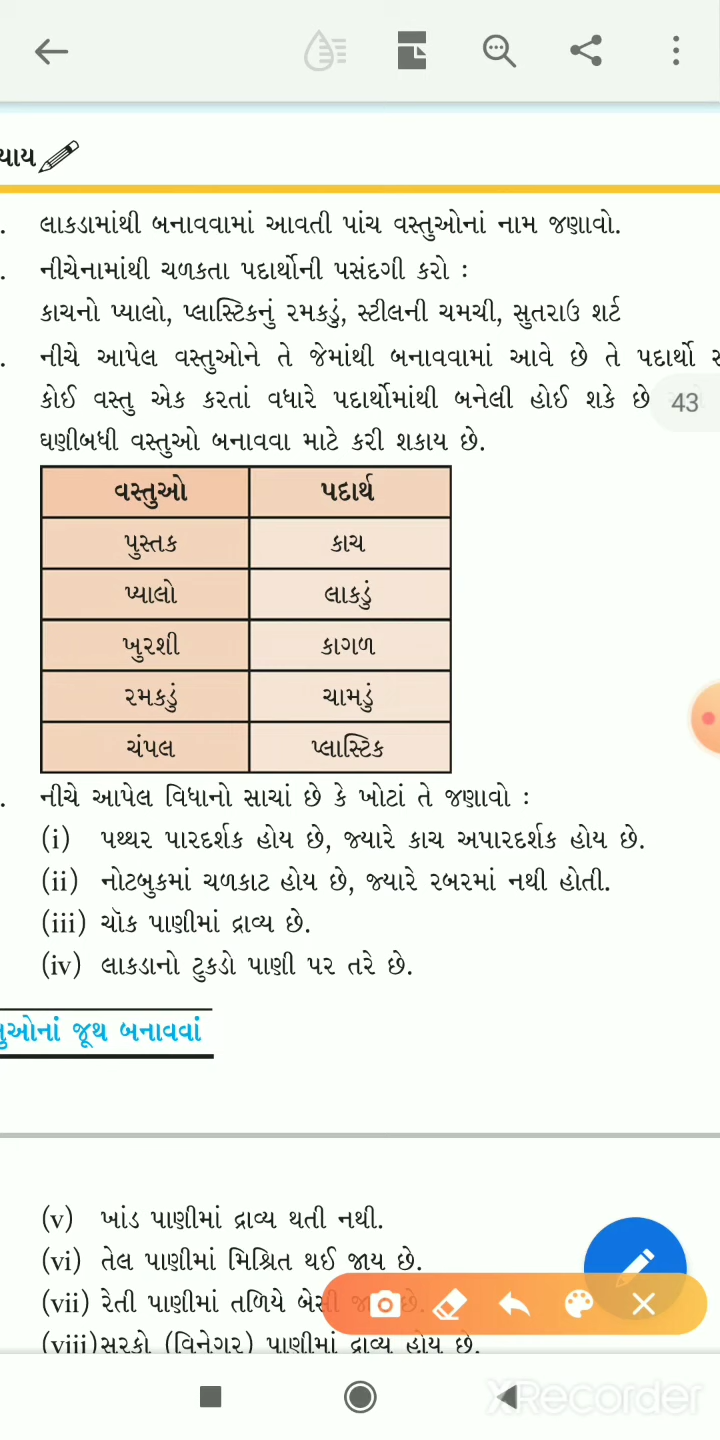 યાય
. લાકડામાંથી બનાવવામાં આવતી પાંચ વસ્તુઓનાં નામ જણાવો.
. નીચેનામાંથી ચળકતા પદાર્થોની પસંદગી કરો :
કાચનો પ્યાલો, પ્લાસ્ટિકનું રમકડું, સ્ટીલની ચમચી, સુતરાઉ શર્ટ
. નીચે આપેલ વસ્તુઓને તે જેમાંથી બનાવવામાં આવે છે તે પદાર્થો
કોઈ વસ્તુ એક કરતાં વધારે પદાર્થોમાંથી બનેલી હોઈ શકે છે 43
ઘણીબધી વસ્તુઓ બનાવવા માટે કરી શકાય છે.
વસ્તુઓ પદાર્થ
પુસ્તક કાચ
પ્યાલો લાકડું
ખુરશી કાગળ
રમકડું ચામડું
ચંપલ પ્લાસ્ટિક
. નીચે આપેલ વિધાનો સાચાં છે કે ખોટાં તે જણાવો :
(i) પથ્થર પારદર્શક હોય છે, જ્યારે કાચ અપારદર્શક હોય છે.
(ii) નોટબુકમાં ચળકાટ હોય છે, જ્યારે રબરમાં નથી હોતી.
(iii) ચૉક પાણીમાં દ્રાવ્ય છે.
(iv) લાકડાનો ટુકડો પાણી પર તરે છે.
તુઓનાં જૂથ બનાવવાં
(v) ખાંડ પાણીમાં દ્રાવ્ય થતી નથી.
(vi) તેલ પાણીમાં મિશ્રિત થઈ જાય છે.
(vii) રેતી પાણીમાં તળિયે બેસી જાય છે.
(viii) સરકો (વિનેગર) પાણીમાં દ્રાવ્ય હોય છે.
XRecorder